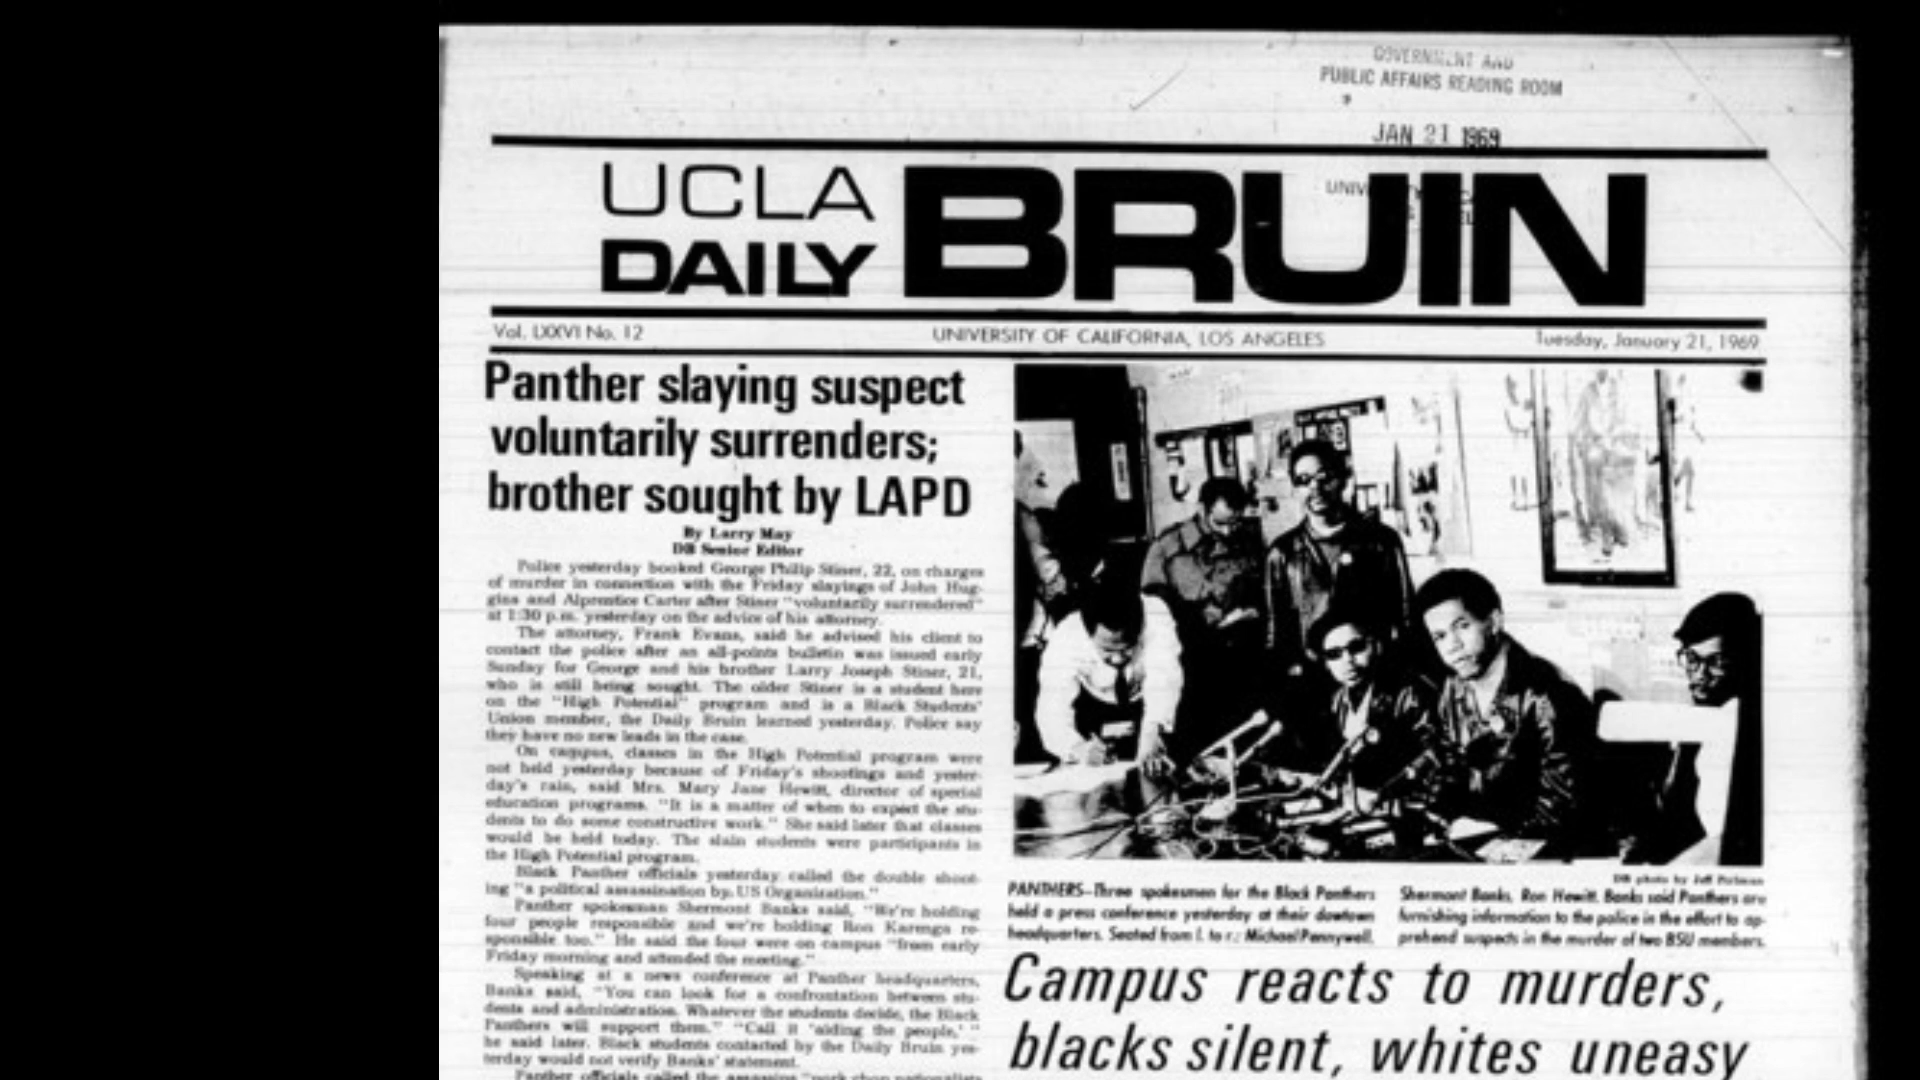 GOVERNMENT AND
PUBLIC AFFAIRS READING ROOM
JAN 21 1969
UCLA
DAILY
BRUIN
Vol. LXXVI No. 12
UNIVERSITY OF CALIFORNIA, LOS ANGELES
Tuesday, January 21, 1969
Panther slaying suspect
voluntarily surrenders;
brother sought by LAPD
By Larry May
DB Senior Editor
Police yesterday booked George Philip Stiner, 22, on charges
of murder in connection with the Friday slayings of John Hug-
gins and Alprentice Carter after Stiner "voluntarily surrendered"
at 1:30 p.m. yesterday on the advice of his attorney.
The attorney, Frank Evans, said he advised his client to
contact the police after an all-points bulletin was issued early
Sunday for George and his brother Larry Joseph Stiner, 21,
who is still being sought. The older Stiner is a student here
on the "High Potential" program and is a Black Students'
Union member, the Daily Bruin learned yesterday. Police say
they have no new leads in the case.
On campus, classes in the High Potential program were
not held yesterday because of Friday's shootings and yester-
day's rain, said Mrs. Mary Jane Hewitt, director of special
education programs. "It is a matter of when to expect the stu-
dents to do some constructive work." She said later that classes
would be held today. The slain students were participants in
the High Potential program.
Black Panther officials yesterday called the double shoot-
ing "a political assassination by US Organization."
Panther spokesman Shermont Banks said, "We're holding
four people responsible and we're holding Ron Karenga re-
sponsible too." He said the four were on campus "from early
Friday morning and attended the meeting."
Speaking at a news conference at Panther headquarters,
Banks said, "You can look for a confrontation between stu-
dents and administration. Whatever the students decide, the Black
Panthers will support them." "Call it 'aiding the people,' "
he said later. Black students contacted by the Daily Bruin yes-
terday would not verify Banks' statement.
Panther officials called the assassins "pork chop nationalists
DB photo by Jeff
PANTHERS—Three spokesmen for the Black Panthers
held a press conference yesterday at their dowtown
headquarters. Seated from l. to r.: Michael Pennywell,
Shermont Banks, Ron Hewitt. Banks said Panthers are
furnishing information to the police in the effort to ap-
prehend suspects in the murder of two BSU members.
Campus reacts to murders,
blacks silent, whites uneasy